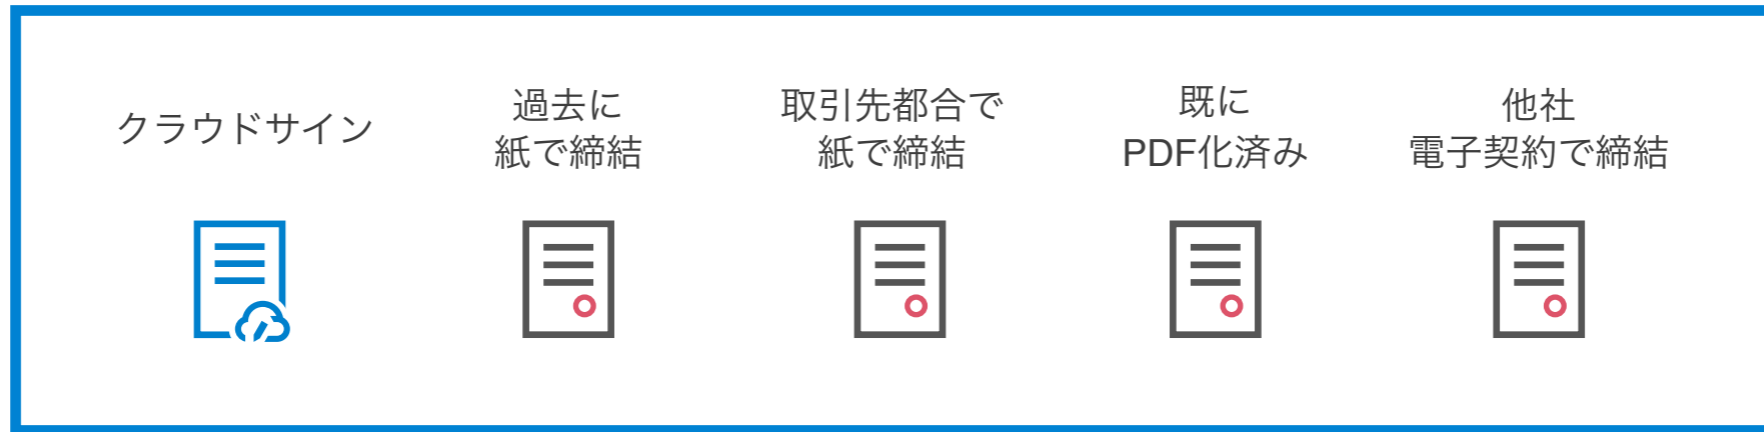 クラウドサイン
過去に
紙で締結
取引先都合で
紙で締結
既に
PDF化済み
他社
電子契約で締結